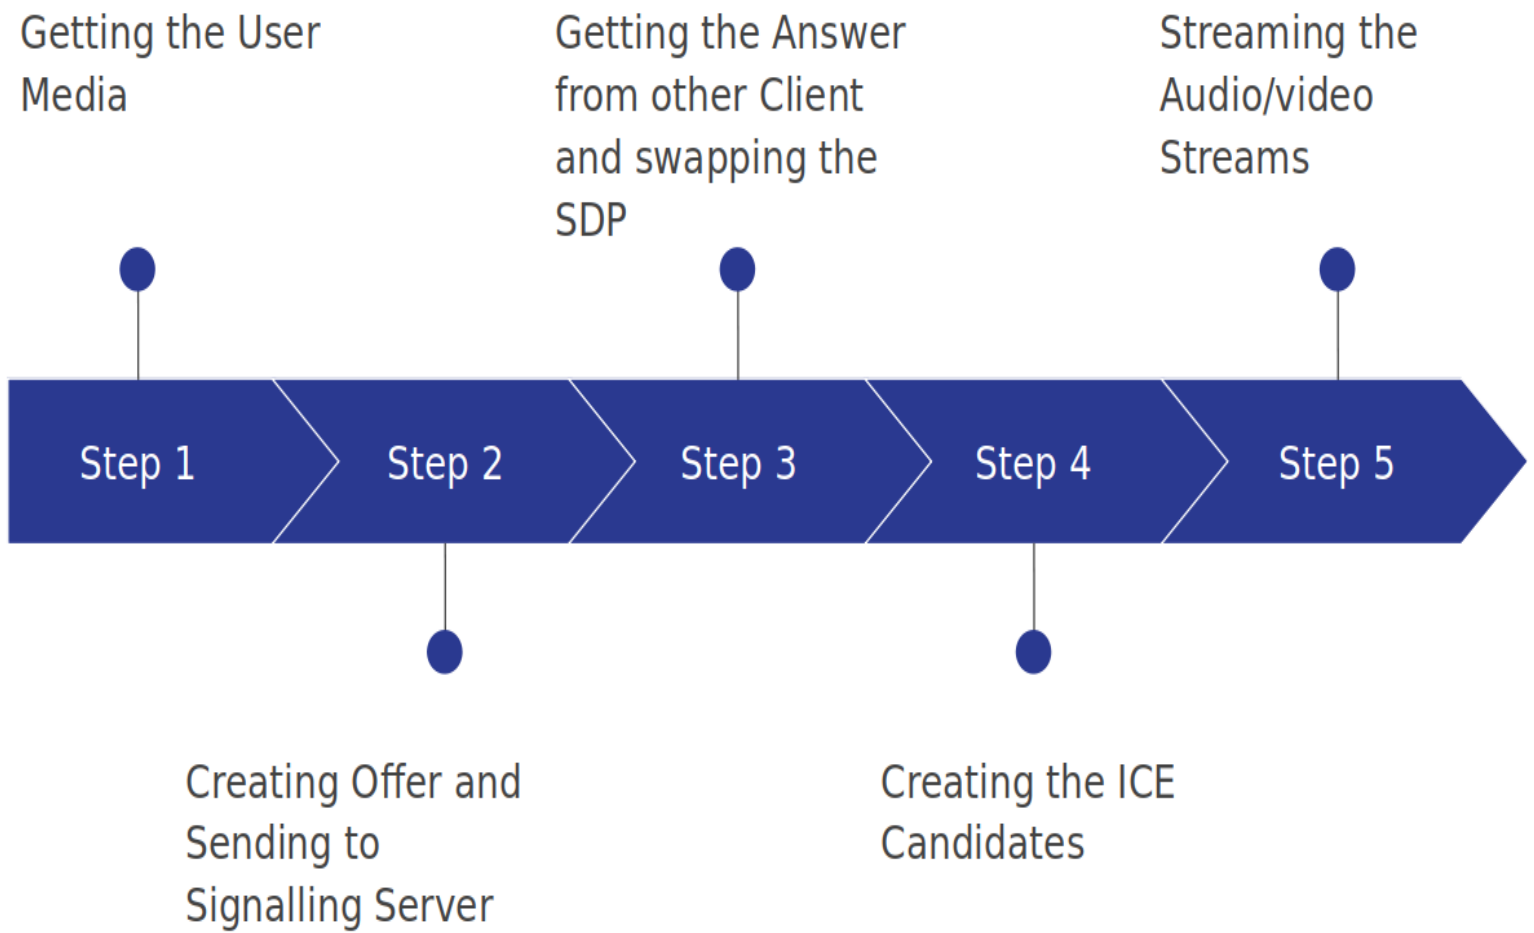 Getting the User
Media
Getting the Answer
from other Client
and swapping the
SDP
Streaming the
Audio/video
Streams
Step 1
Step 2
Step 3
Step 4
Step 5
Creating Offer and
Sending to
Signalling Server
Creating the ICE
Candidates